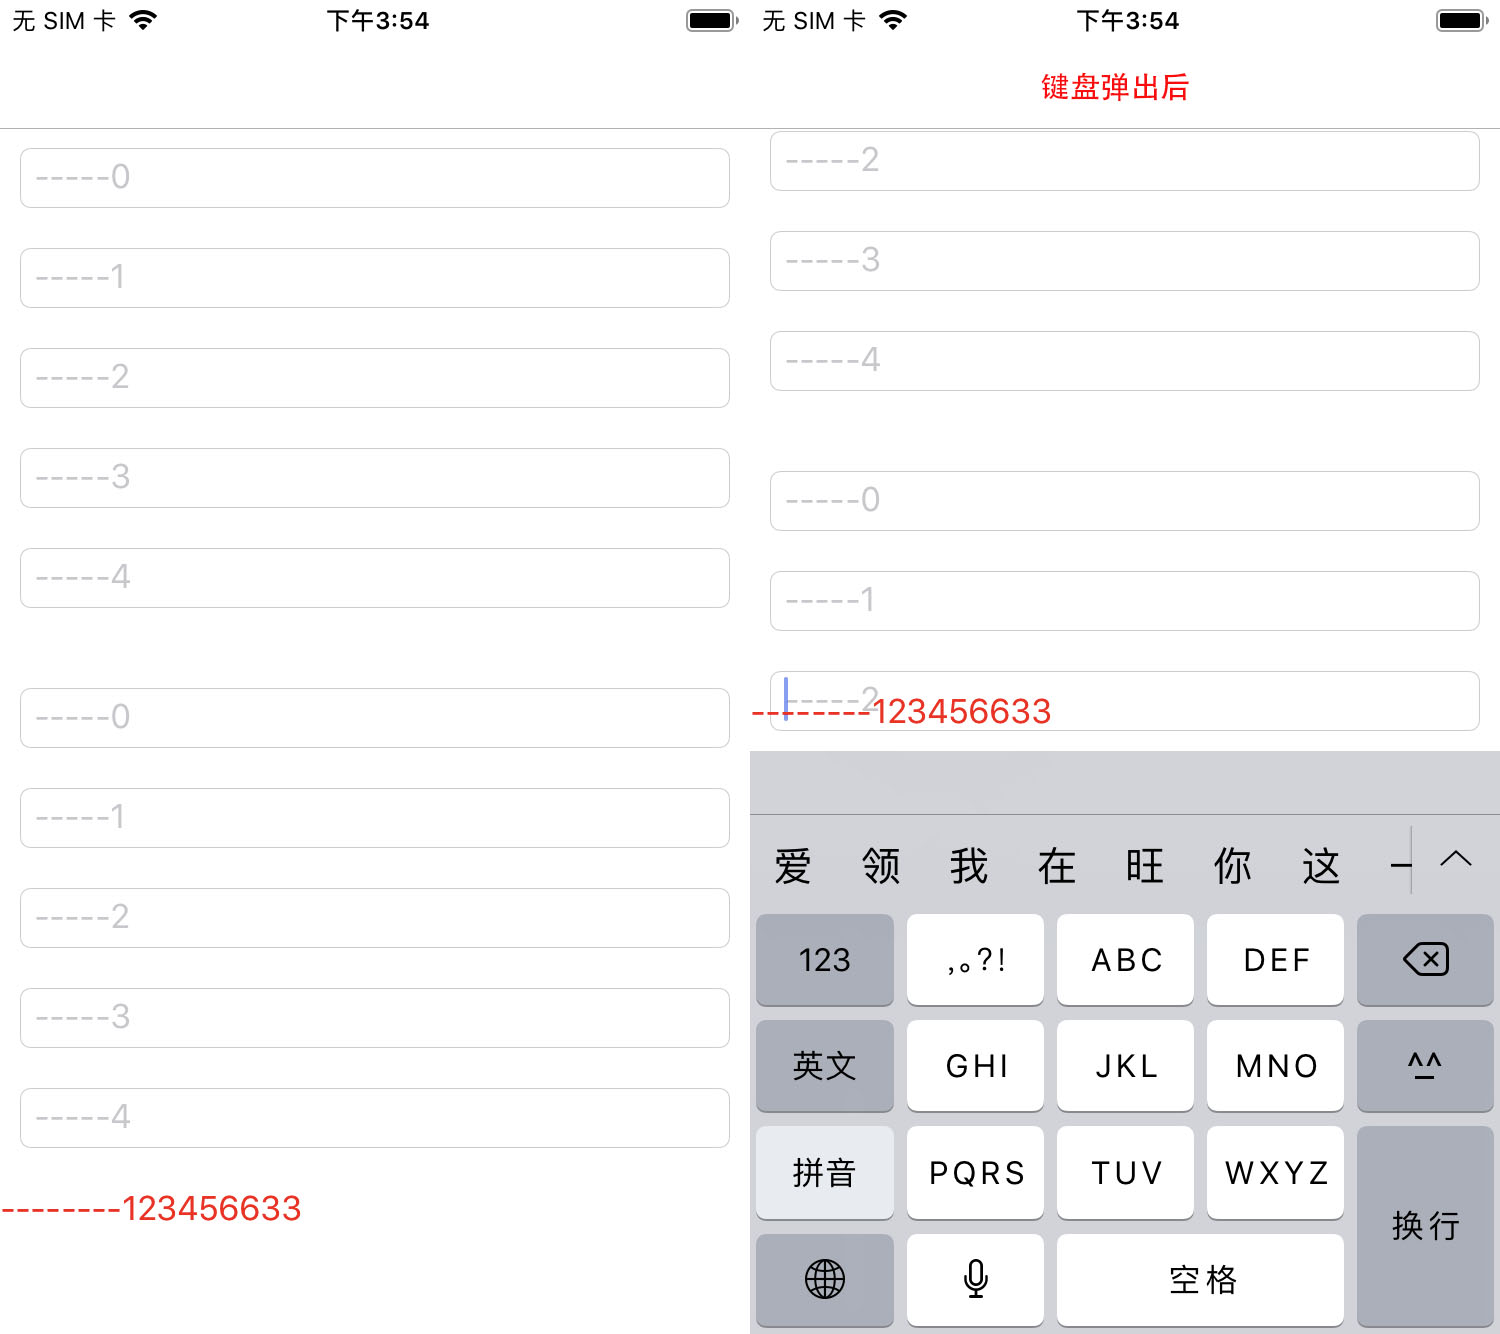 无 SIM 卡 下午3:54
-----0
-----1
-----2
-----3
-----4
-----0
-----1
-----2
-----3
-----4
--------123456633
无 SIM 卡 下午3:54
键盘弹出后
-----2
-----3
-----4
-----0
-----1
-----2
--------123456633
爱 领 我 在 旺 你 这 一
123 ,。?! ABC DEF
英文 GHI JKL MNO ^^
拼音 PQRS TUV WXYZ
换行
空格